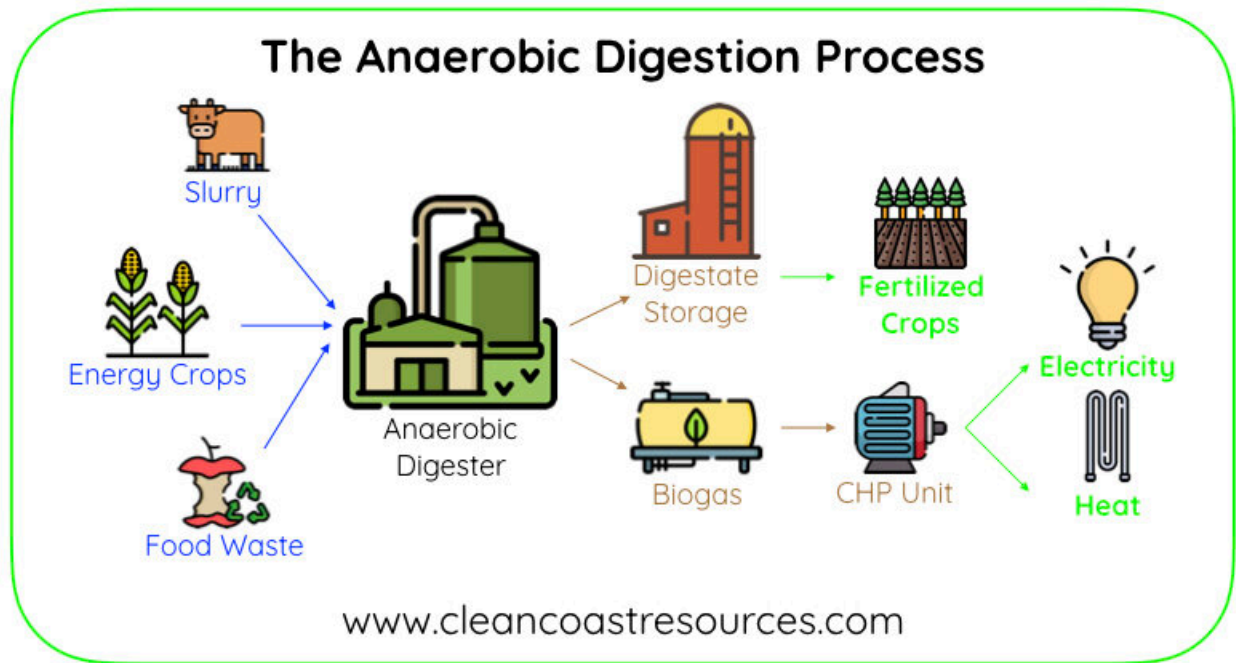 The Anaerobic Digestion Process
Slurry
Energy Crops
Food Waste
Anaerobic
Digester
Digestate
Storage
Fertilized
Crops
Biogas
CHP Unit
Electricity
Heat
www.cleancoastresources.com